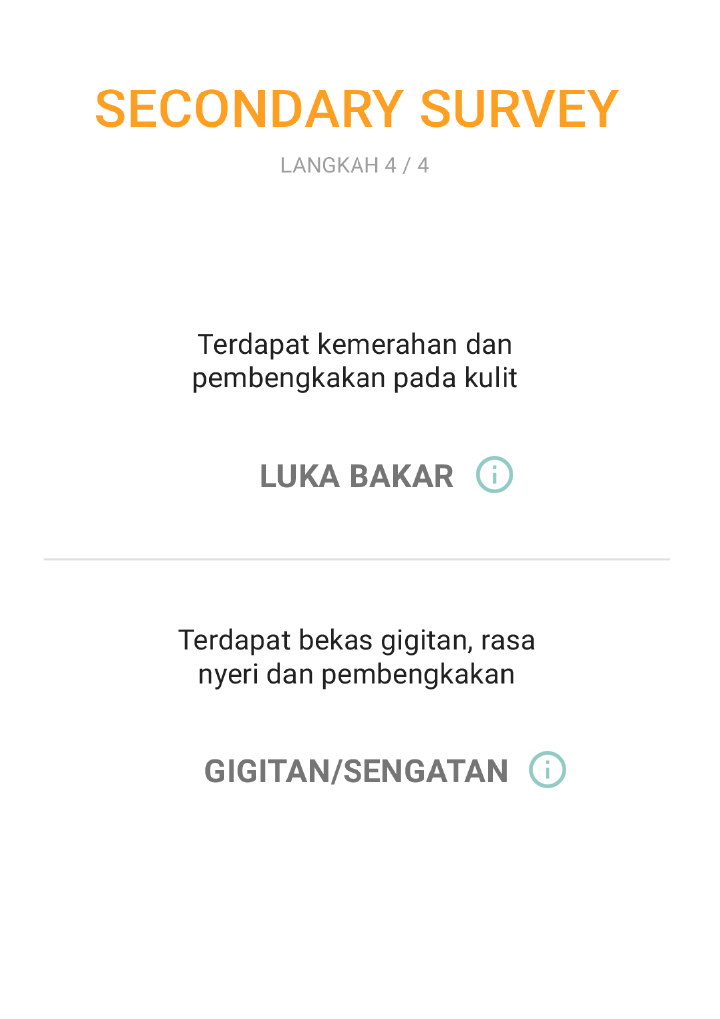 SECONDARY SURVEY
LANGKAH 4 / 4
Terdapat kemerahan dan
pembengkakan pada kulit
LUKA BAKAR
Terdapat bekas gigitan, rasa
nyeri dan pembengkakan
GIGITAN/SENGATAN